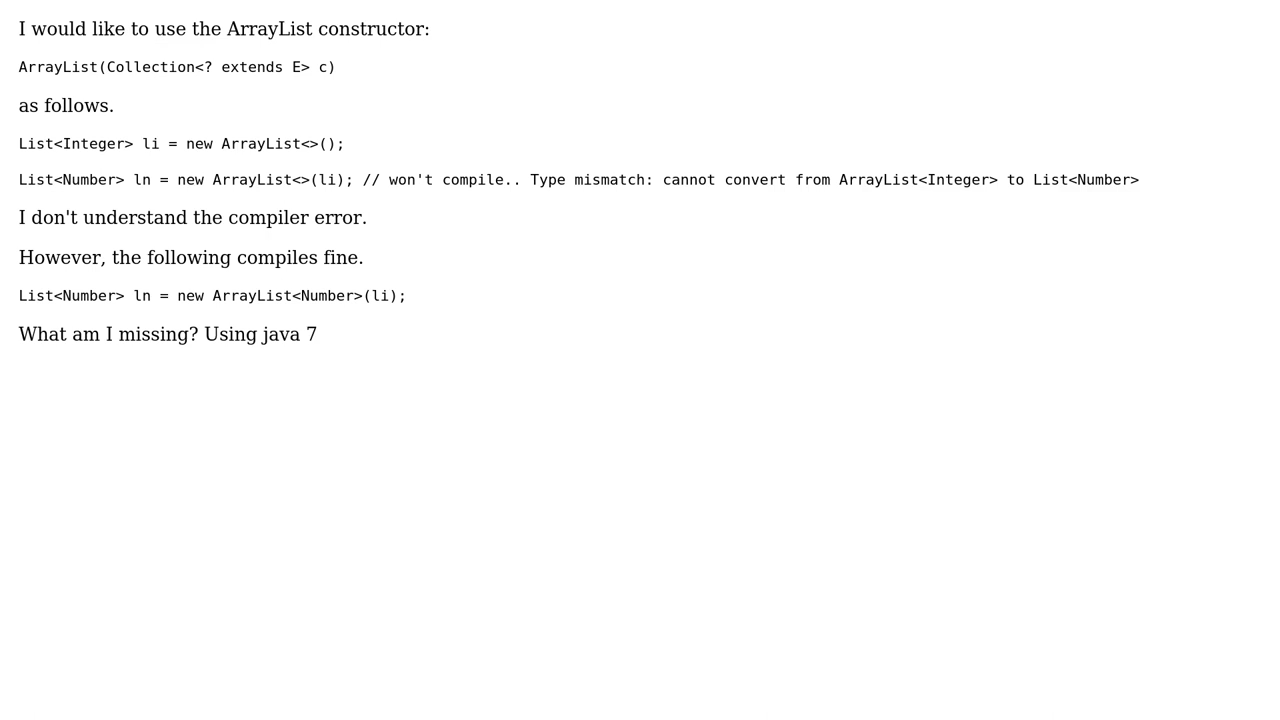 I would like to use the ArrayList constructor:
ArrayList(Collection<? extends E> c)
as follows.
List<Integer> li = new ArrayList<>();
List<Number> ln = new ArrayList<>(li); // won't compile.. Type mismatch: cannot convert from ArrayList<Integer> to List<Number>
I don't understand the compiler error.
However, the following compiles fine.
List<Number> ln = new ArrayList<Number>(li);
What am I missing? Using java 7